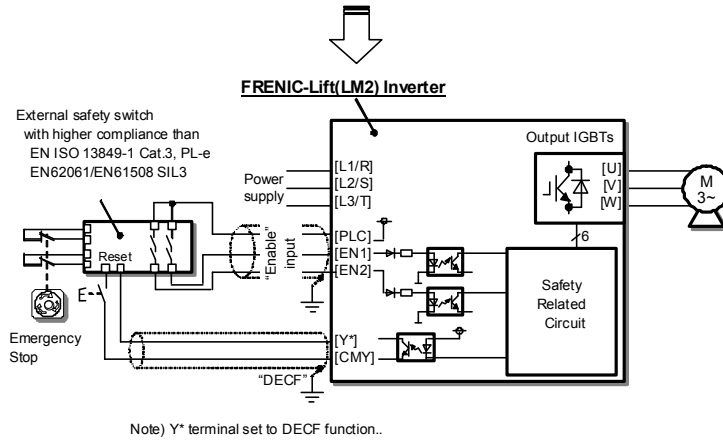 FRENIC-Lift(LM2) Inverter
External safety switch
with higher compliance than
EN ISO 13849-1 Cat.3, PL-e
EN62061/EN61508 SIL3
Output IGBTs
[L1/R]
[L2/S]
[L3/T]
Power
supply
[U]
[V]
[W]
M
3~
6
Reset
"Enable"
input
[PLC]
[EN1]
[EN2]
Safety
Related
Circuit
Emergency
Stop
[Y*]
[CMY]
"DECF"
Note) Y* terminal set to DECF function..